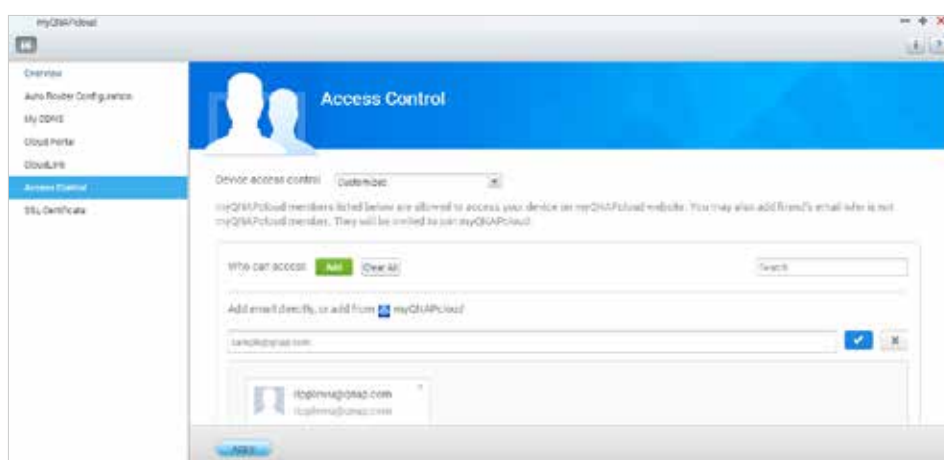 myQNAPcloud
Overview
Auto Router Configuration
My DDNS
Cloud Portal
CloudLink
Access Control
SSL Certificate
Access Control
Device access control: Customized
myQNAPcloud members listed below are allowed to access your device on myQNAPcloud website. You may also add friend's email who is not
myQNAPcloud member. They will be invited to join myQNAPcloud
Who can access: Add Clear All Search
Add email directly, or add from myQNAPcloud
sample@qnap.com
Apply